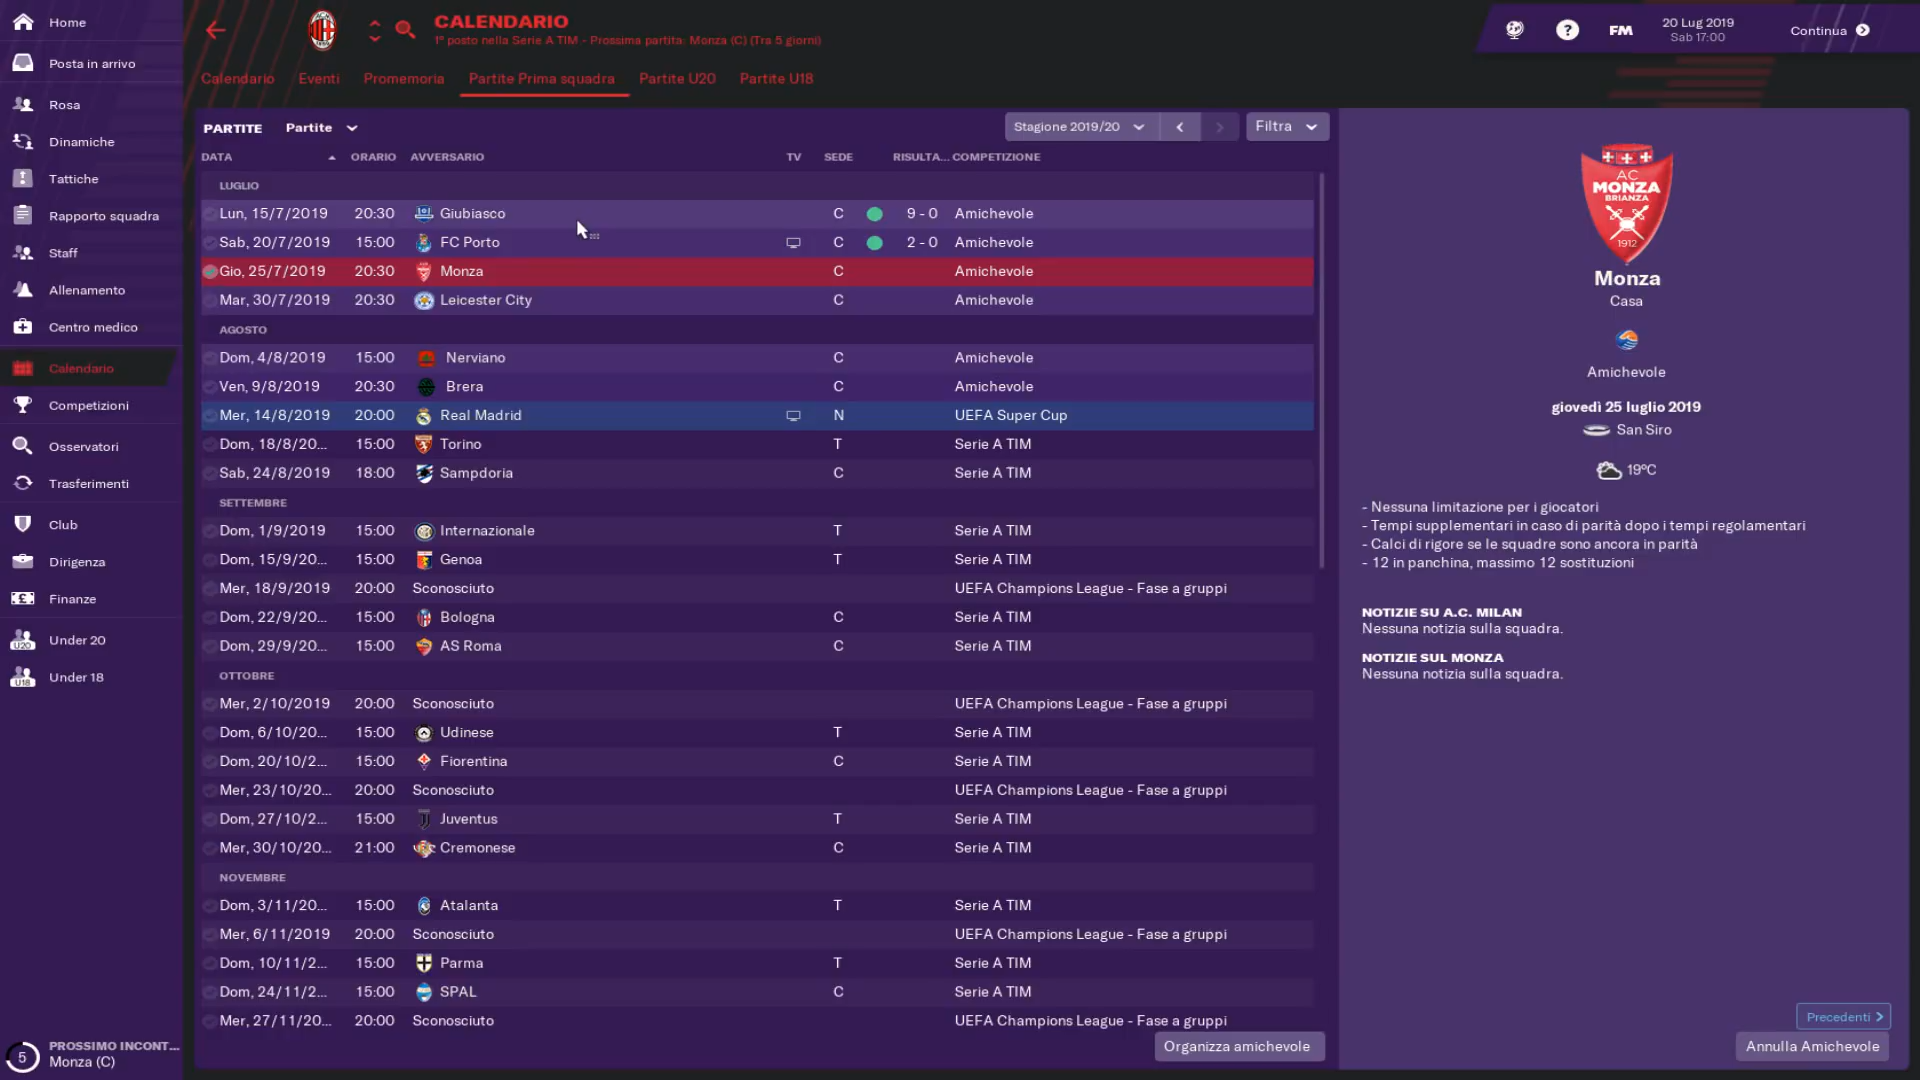 Home
Posta in arrivo
Rosa
Dinamiche
Tattiche
Rapporto squadra
Staff
Allenamento
Centro medico
Calendario
Competizioni
Osservatori
Trasferimenti
Club
Dirigenza
Finanze
U20 Under 20
U18 Under 18
5 PROSSIMO INCONT...
Monza (C)
CALENDARIO
1º posto nella Serie A TIM - Prossima partita: Monza (C) (Tra 5 giorni)
? FM
20 Lug 2019
Sab 17:00
Continua
Calendario Eventi Promemoria Partite Prima squadra Partite U20 Partite U18
PARTITE Partite Stagione 2019/20 Filtra
DATA ORARIO AVVERSARIO TV SEDE RISULTA... COMPETIZIONE
LUGLIO
Lun, 15/7/2019 20:30 Giubiasco C 9 - 0 Amichevole
Sab, 20/7/2019 15:00 FC Porto C 2 - 0 Amichevole
Gio, 25/7/2019 20:30 Monza C Amichevole
Mar, 30/7/2019 20:30 Leicester City C Amichevole
AGOSTO
Dom, 4/8/2019 15:00 Nerviano C Amichevole
Ven, 9/8/2019 20:30 Brera C Amichevole
Mer, 14/8/2019 20:00 Real Madrid N UEFA Super Cup
Dom, 18/8/20... 15:00 Torino T Serie A TIM
Sab, 24/8/2019 18:00 Sampdoria C Serie A TIM
SETTEMBRE
Dom, 1/9/2019 15:00 Internazionale T Serie A TIM
Dom, 15/9/20... 15:00 Genoa T Serie A TIM
Mer, 18/9/2019 20:00 Sconosciuto UEFA Champions League - Fase a gruppi
Dom, 22/9/20... 15:00 Bologna C Serie A TIM
Dom, 29/9/20... 15:00 AS Roma C Serie A TIM
OTTOBRE
Mer, 2/10/2019 20:00 Sconosciuto UEFA Champions League - Fase a gruppi
Dom, 6/10/20... 15:00 Udinese T Serie A TIM
Dom, 20/10/2... 15:00 Fiorentina C Serie A TIM
Mer, 23/10/20... 20:00 Sconosciuto UEFA Champions League - Fase a gruppi
Dom, 27/10/2... 15:00 Juventus T Serie A TIM
Mer, 30/10/20... 21:00 Cremonese C Serie A TIM
NOVEMBRE
Dom, 3/11/20... 15:00 Atalanta T Serie A TIM
Mer, 6/11/2019 20:00 Sconosciuto UEFA Champions League - Fase a gruppi
Dom, 10/11/2... 15:00 Parma T Serie A TIM
Dom, 24/11/2... 15:00 SPAL C Serie A TIM
Mer, 27/11/20... 20:00 Sconosciuto UEFA Champions League - Fase a gruppi
Organizza amichevole
AC
MONZA
BRIANZA
1912
Monza
Casa
Amichevole
giovedì 25 luglio 2019
San Siro
19ºC
- Nessuna limitazione per i giocatori
- Tempi supplementari in caso di parità dopo i tempi regolamentari
- Calci di rigore se le squadre sono ancora in parità
- 12 in panchina, massimo 12 sostituzioni
NOTIZIE SU A.C. MILAN
Nessuna notizia sulla squadra.
NOTIZIE SUL MONZA
Nessuna notizia sulla squadra.
Precedenti
Annulla Amichevole